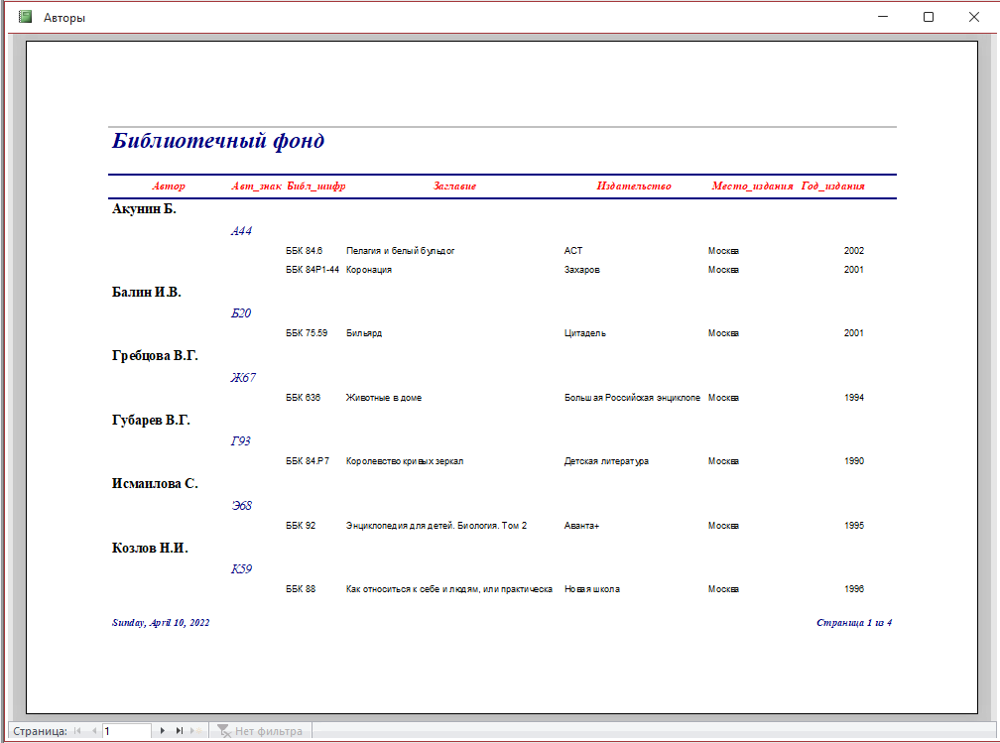 Авторы
Библиотечный фонд
Автор Авт_знак Библ_шифр Заглавие Издательство Место_издания Год_издания
Акунин Б.
А44
ББК 84.6 Пелагия и белый бульдог АСТ Москва 2002
ББК 84Р1-44 Коронация Захаров Москва 2001
Балин И.В.
Б20
ББК 75.59 Бильярд Цитадель Москва 2001
Гребцова В.Г.
Ж67
ББК 636 Животные в доме Большая Российская энциклопе Москва 1994
Губарев В.Г.
Г93
ББК 84.Р7 Королевство кривых зеркал Детская литература Москва 1990
Исмаилова С.
Э68
ББК 92 Энциклопедия для детей. Биология. Том 2 Аванта+ Москва 1995
Козлов Н.И.
К59
ББК 88 Как относиться к себе и людям, или практическа Новая школа Москва 1996
Sunday, April 10, 2022 Страница 1 из 4
Страница: 1 Нет фильтра